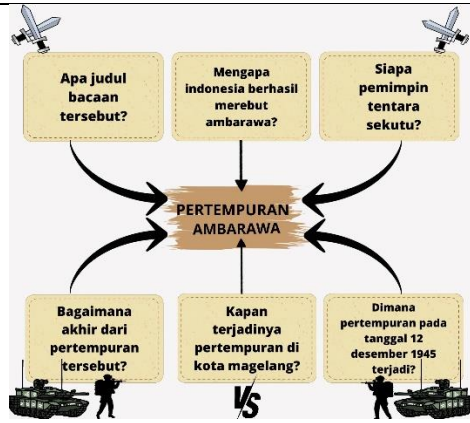 Apa judul
bacaan
tersebut?
Mengapa
indonesia berhasil
merebut
ambarawa?
Siapa
pemimpin
tentara
sekutu?
PERTEMPURAN
AMBARAWA
Bagaimana
akhir dari
pertempuran
tersebut?
Kapan
terjadinya
pertempuran di
kota magelang?
Dimana
pertempuran pada
tanggal 12
desember 1945
terjadi?
VS